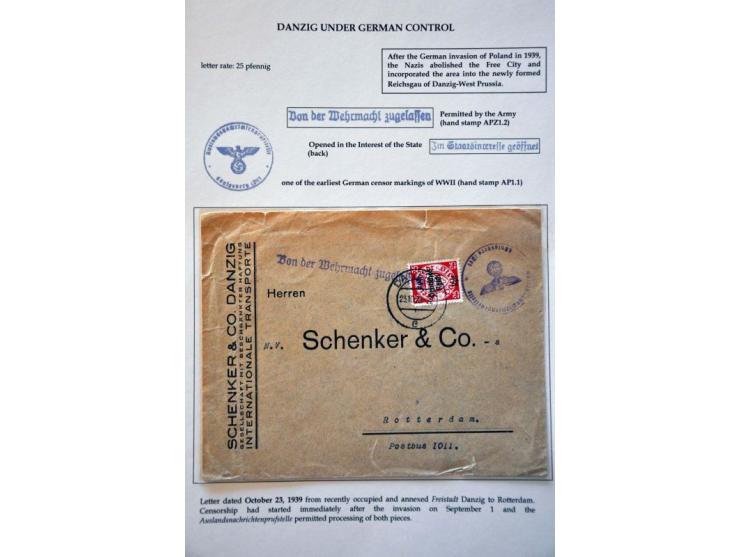 DANZIG UNDER GERMAN CONTROL
letter rate: 25 pfennig
After the German invasion of Poland in 1939,
the Nazis abolished the Free City and
incorporated the area into the newly formed
Reichsgau of Danzig-West Prussia.
Von der Wehrmacht zugelassen
Permitted by the Army
(hand stamp APZ1.2)
Opened in the Interest of the State
(back)
Im Staatsinteresse geöffnet
one of the earliest German censor markings of WWII (hand stamp AP1.1)
SCHENKER & CO. DANZIG
GESELLSCHAFT MIT BESCHRÄNKTER HAFTUNG
INTERNATIONALE TRANSPORTE
Von der Wehrmacht
Herren
N.V. Schenker & Co. - a
Rotterdam.
Postbus 1011.
Letter dated October 23, 1939 from recently occupied and annexed Freistadt Danzig to Rotterdam.
Censorship had started immediately after the invasion on September 1 and the
Auslandsnachrichtenprufstelle permitted processing of both pieces.